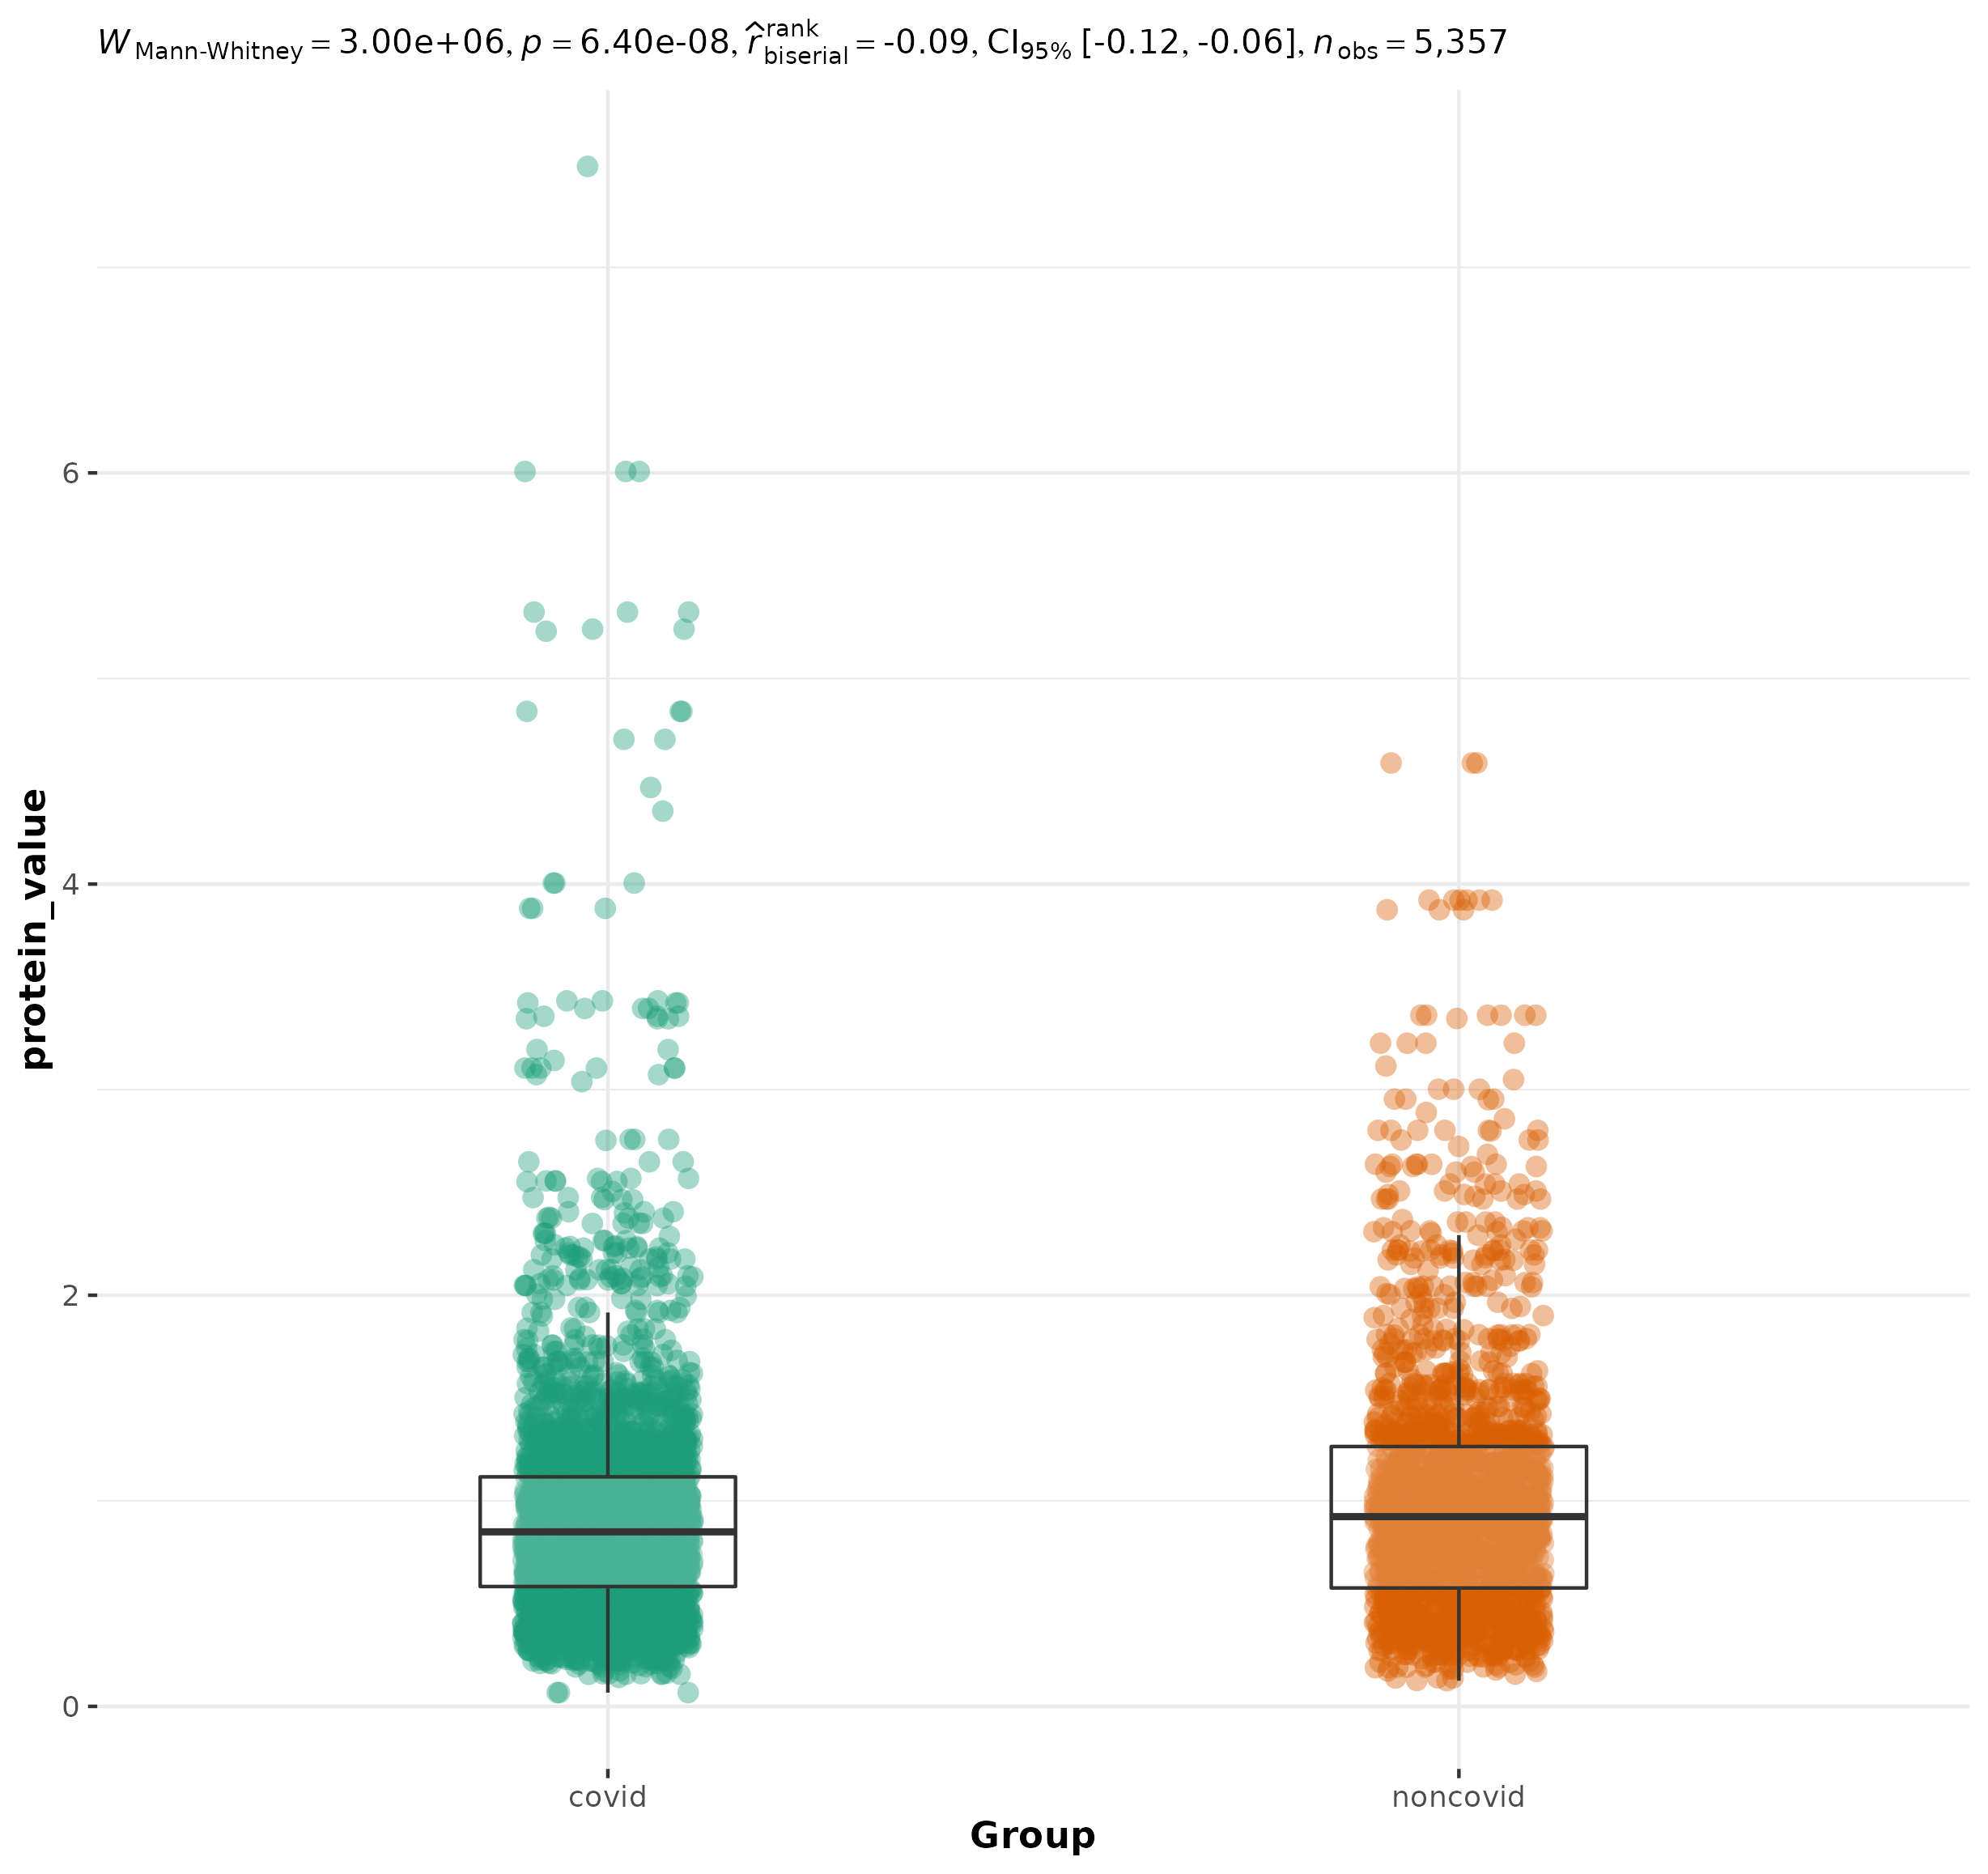 W Mann-Whitney = 3.00e+06, p = 6.40e-08, r̂ rank biserial = -0.09, CI95% [-0.12, -0.06], n obs = 5,357
protein_value
6
4
2
0
covid noncovid
Group